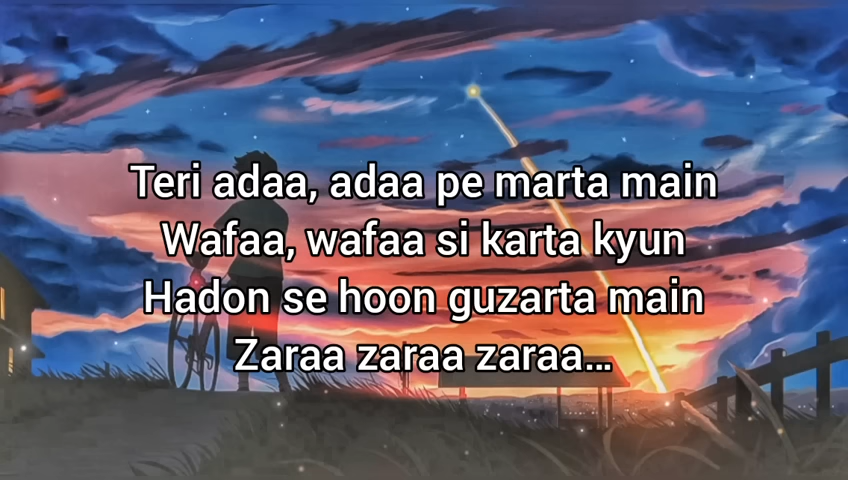 Teri adaa, adaa pe marta main
Wafaa, wafaa si karta kyun
Hadon se hoon guzarta main
Zaraa zaraa zaraa...